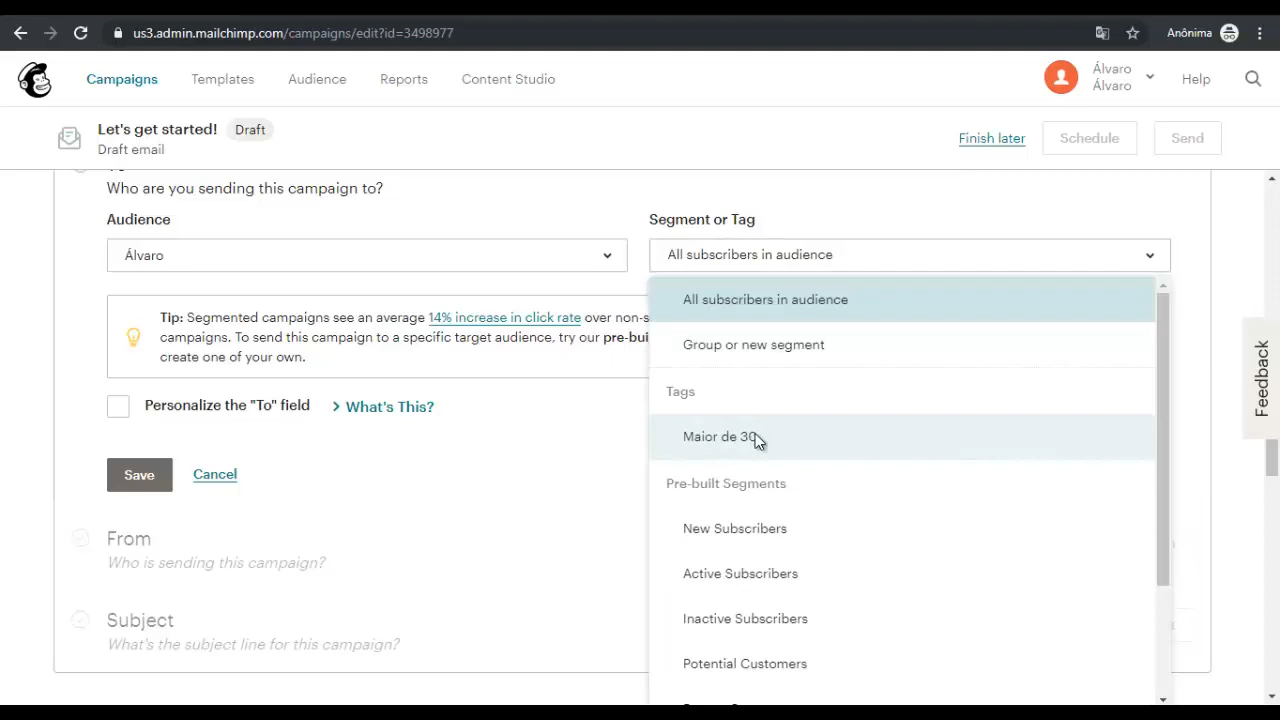 us3.admin.mailchimp.com/campaigns/edit?id=3498977
Anônima
Campaigns
Templates
Audience
Reports
Content Studio
Álvaro
Álvaro
Help
Let's get started!
Draft
Draft email
Finish later
Schedule
Send
Who are you sending this campaign to?
Audience
Segment or Tag
Álvaro
All subscribers in audience
All subscribers in audience
Group or new segment
Tags
Maior de 30
Pre-built Segments
New Subscribers
Active Subscribers
Inactive Subscribers
Potential Customers
Tip: Segmented campaigns see an average 14% increase in click rate over non-s
campaigns. To send this campaign to a specific target audience, try our pre-bui
create one of your own.
Personalize the "To" field
What's This?
Save
Cancel
From
Who is sending this campaign?
Subject
What's the subject line for this campaign?
Feedback